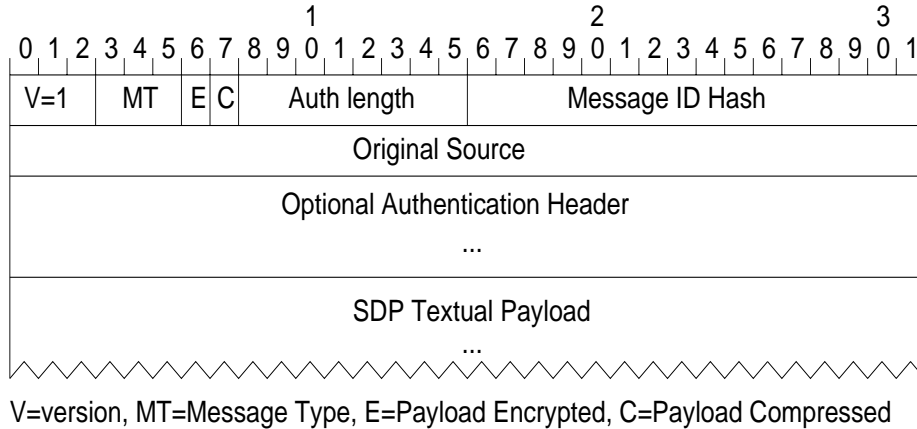 1 2 3
0 1 2 3 4 5 6 7 8 9 0 1 2 3 4 5 6 7 8 9 0 1 2 3 4 5 6 7 8 9 0 1
V=1 MT E C Auth length Message ID Hash
Original Source
Optional Authentication Header
...
SDP Textual Payload
...
V=version, MT=Message Type, E=Payload Encrypted, C=Payload Compressed